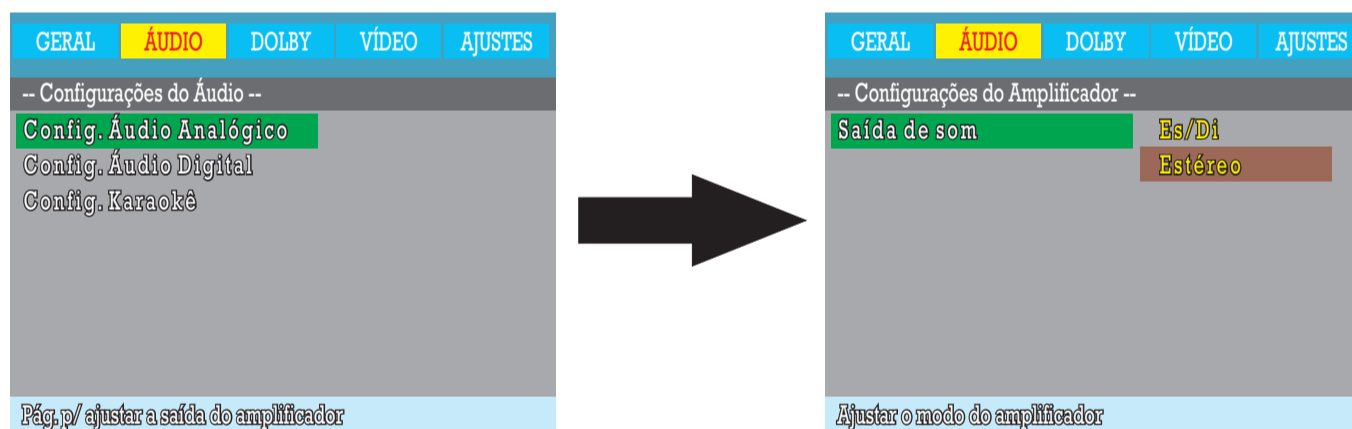 GERAL ÁUDIO DOLBY VÍDEO AJUSTES
-- Configurações do Áudio --
Config. Áudio Analógico
Config. Áudio Digital
Config. Karaokê
Pág. p/ ajustar a saída do amplificador
GERAL ÁUDIO DOLBY VÍDEO AJUSTES
-- Configurações do Amplificador --
Saída de som Es/Di
Estéreo
Ajustar o modo do amplificador